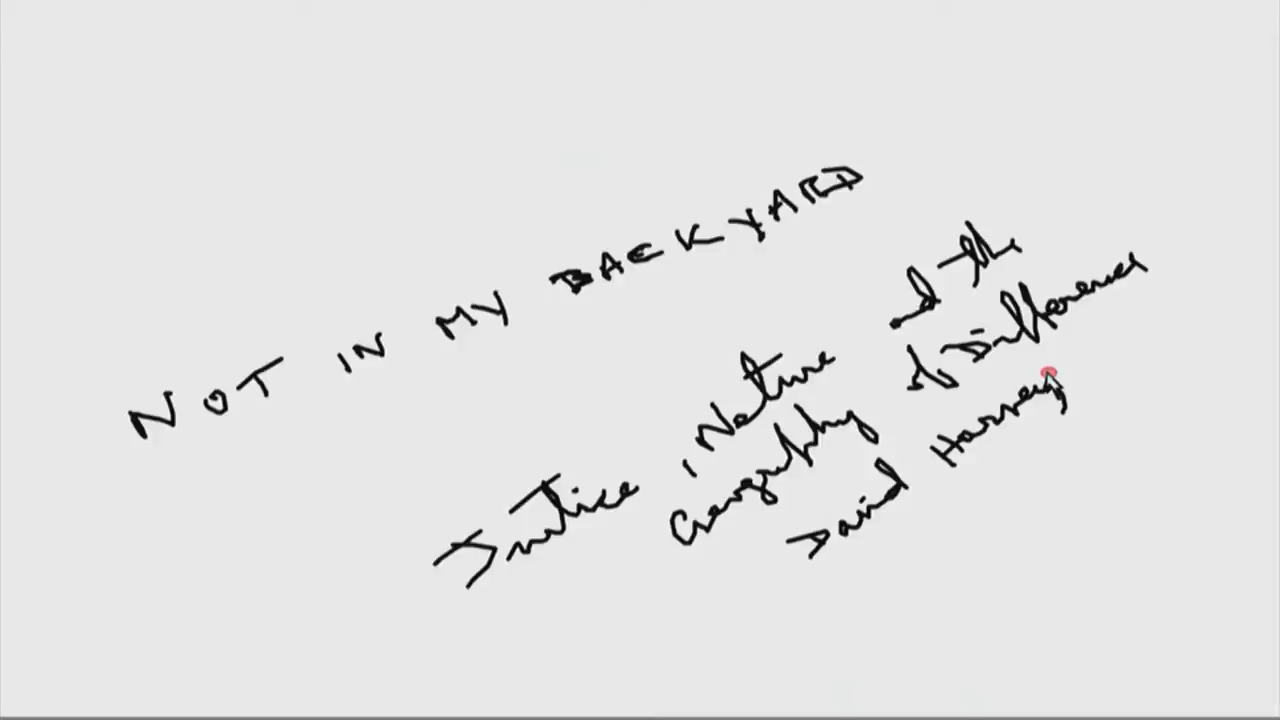 NOT IN MY BACKYARD
Justice, Nature and the
Geography of Difference
David Harvey